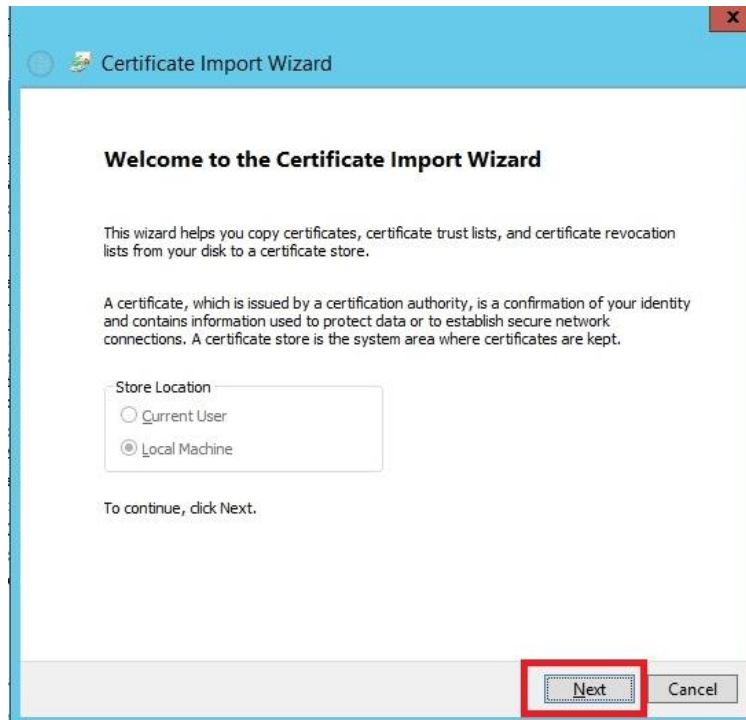 x
Certificate Import Wizard
Welcome to the Certificate Import Wizard
This wizard helps you copy certificates, certificate trust lists, and certificate revocation
lists from your disk to a certificate store.
A certificate, which is issued by a certification authority, is a confirmation of your identity
and contains information used to protect data or to establish secure network
connections. A certificate store is the system area where certificates are kept.
Store Location
Current User
Local Machine
To continue, click Next.
Next Cancel